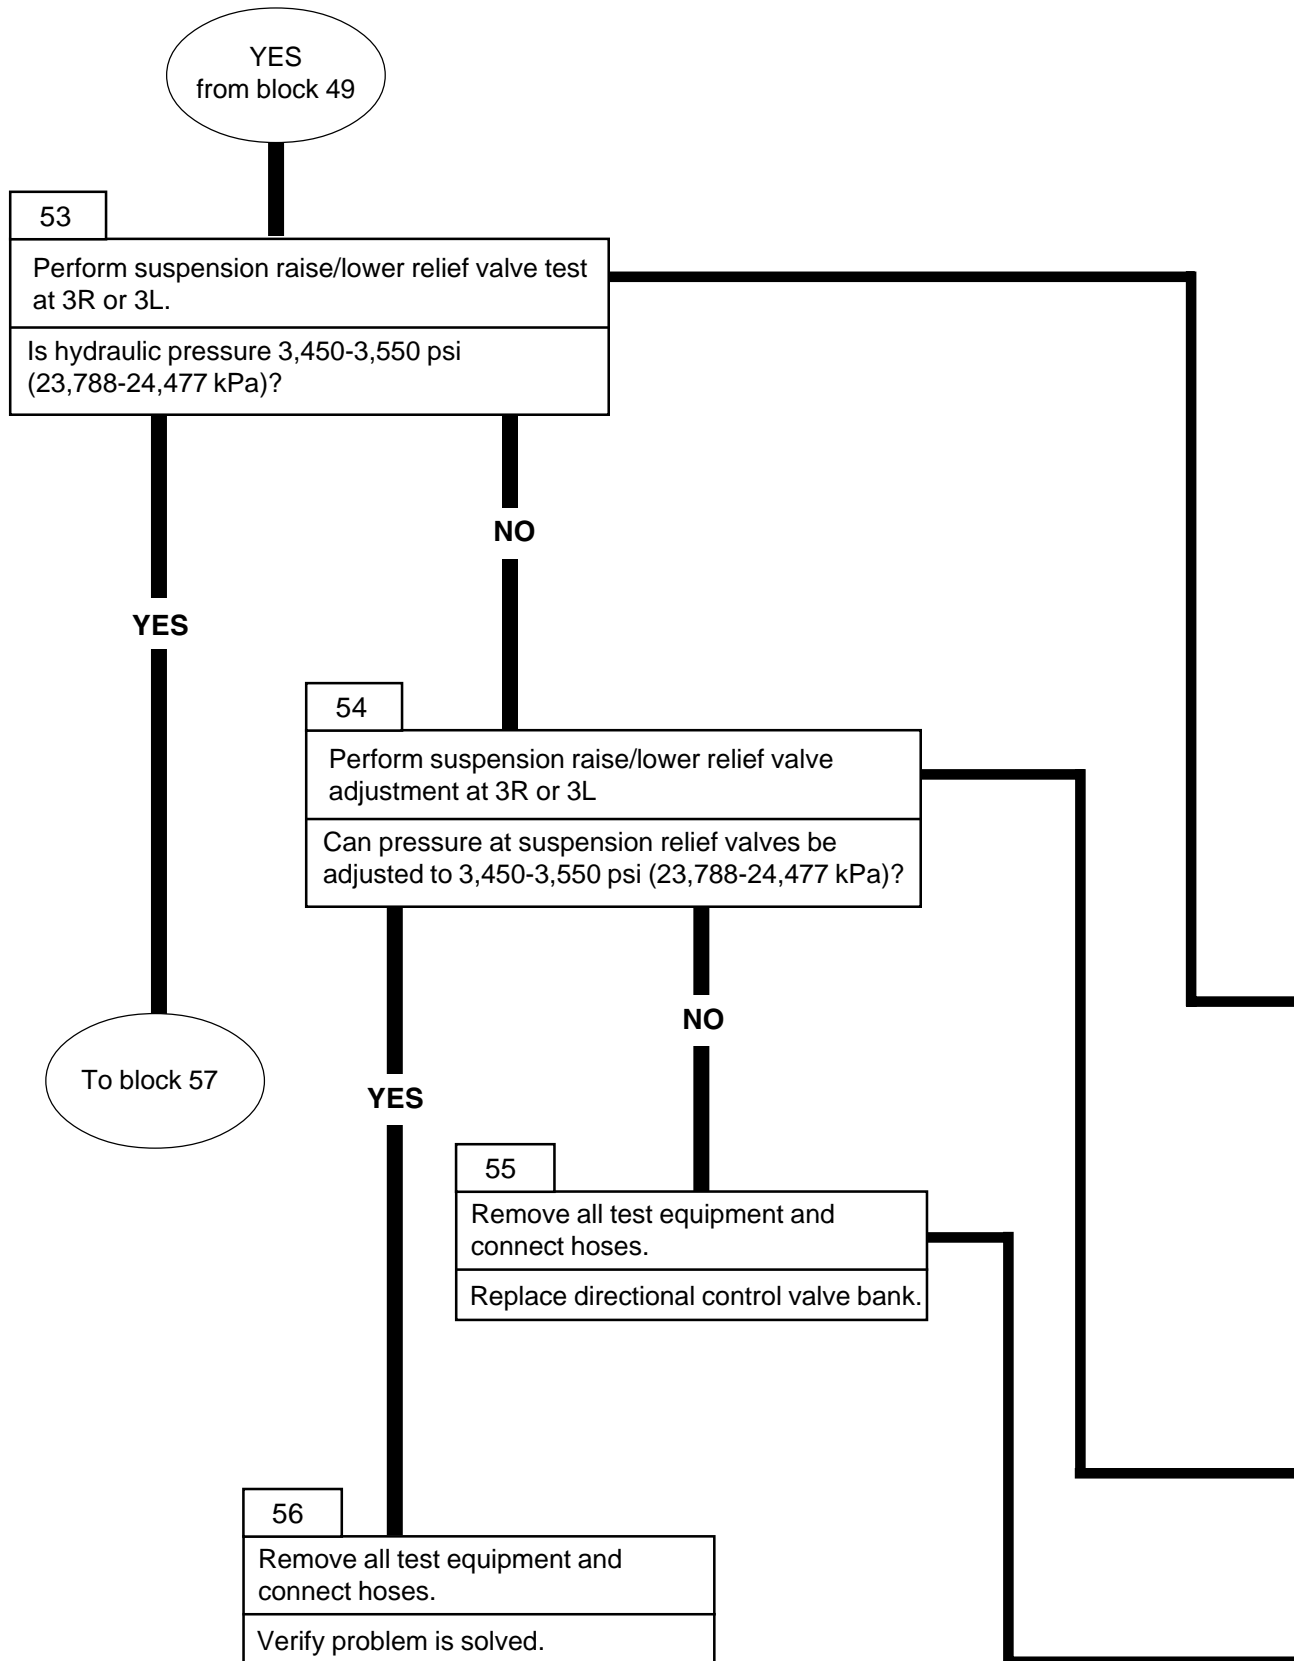 YES
from block 49
53
Perform suspension raise/lower relief valve test
at 3R or 3L.
Is hydraulic pressure 3,450-3,550 psi
(23,788-24,477 kPa)?
NO
YES
54
Perform suspension raise/lower relief valve
adjustment at 3R or 3L
Can pressure at suspension relief valves be
adjusted to 3,450-3,550 psi (23,788-24,477 kPa)?
NO
To block 57
YES
55
Remove all test equipment and
connect hoses.
Replace directional control valve bank.
56
Remove all test equipment and
connect hoses.
Verify problem is solved.